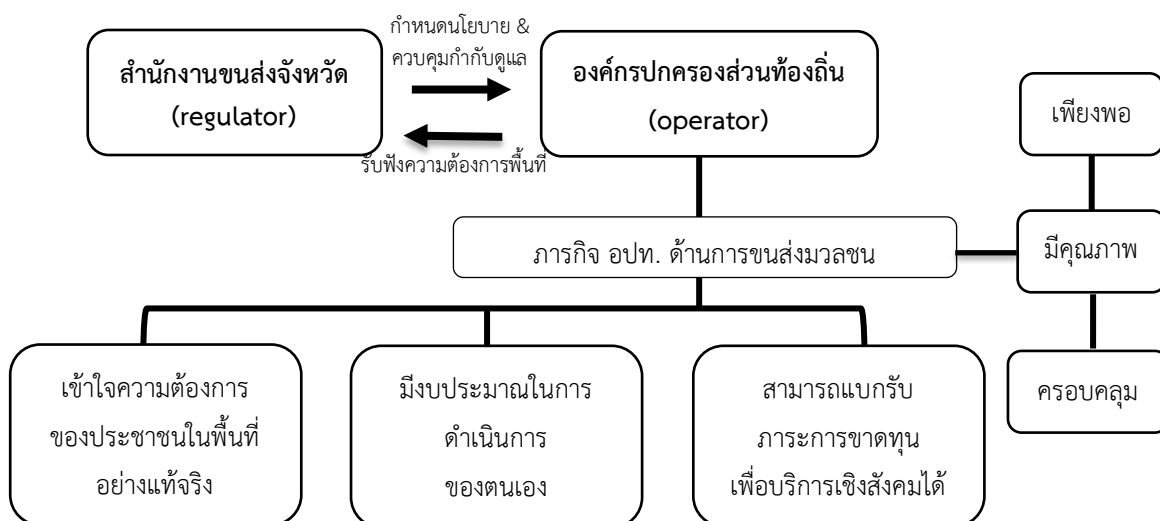 กำหนดนโยบาย &
ควบคุมกำกับดูแล
สำนักงานขนส่งจังหวัด
(regulator)
องค์กรปกครองส่วนท้องถิ่น
(operator)
รับฟังความต้องการพื้นที่
เพียงพอ
ภารกิจ อปท. ด้านการขนส่งมวลชน
มีคุณภาพ
ครอบคลุม
เข้าใจความต้องการ
ของประชาชนในพื้นที่
อย่างแท้จริง
มีงบประมาณในการ
ดำเนินการ
ของตนเอง
สามารถแบกรับ
ภาระการขาดทุน
เพื่อบริการเชิงสังคมได้